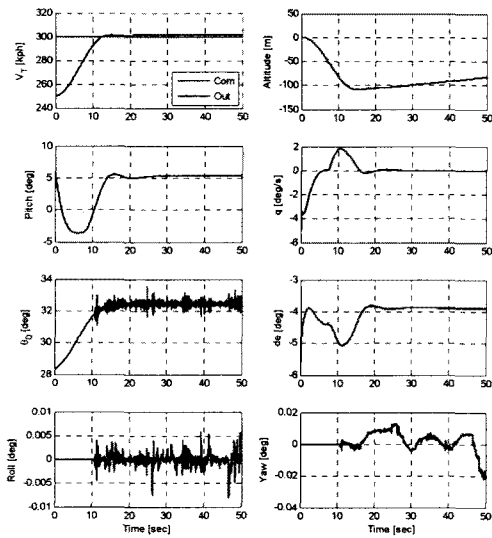 V_T [kph]
320
300
280
260
240
Com
Out
0 10 20 30 40 50
Altitude [m]
50
0
-50
-100
-150
0 10 20 30 40 50
Pitch [deg]
10
5
0
-5
0 10 20 30 40 50
q [deg/s]
2
0
-2
-4
-6
0 10 20 30 40 50
θ_0
34
32
30
28
0 10 20 30 40 50
de [deg]
-3
-4
-5
-6
0 10 20 30 40 50
Roll [deg]
0.01
0.005
0
-0.005
-0.01
0 10 20 30 40 50
Time [sec]
Yaw [deg]
0.02
0
-0.02
-0.04
0 10 20 30 40 50
Time [sec]